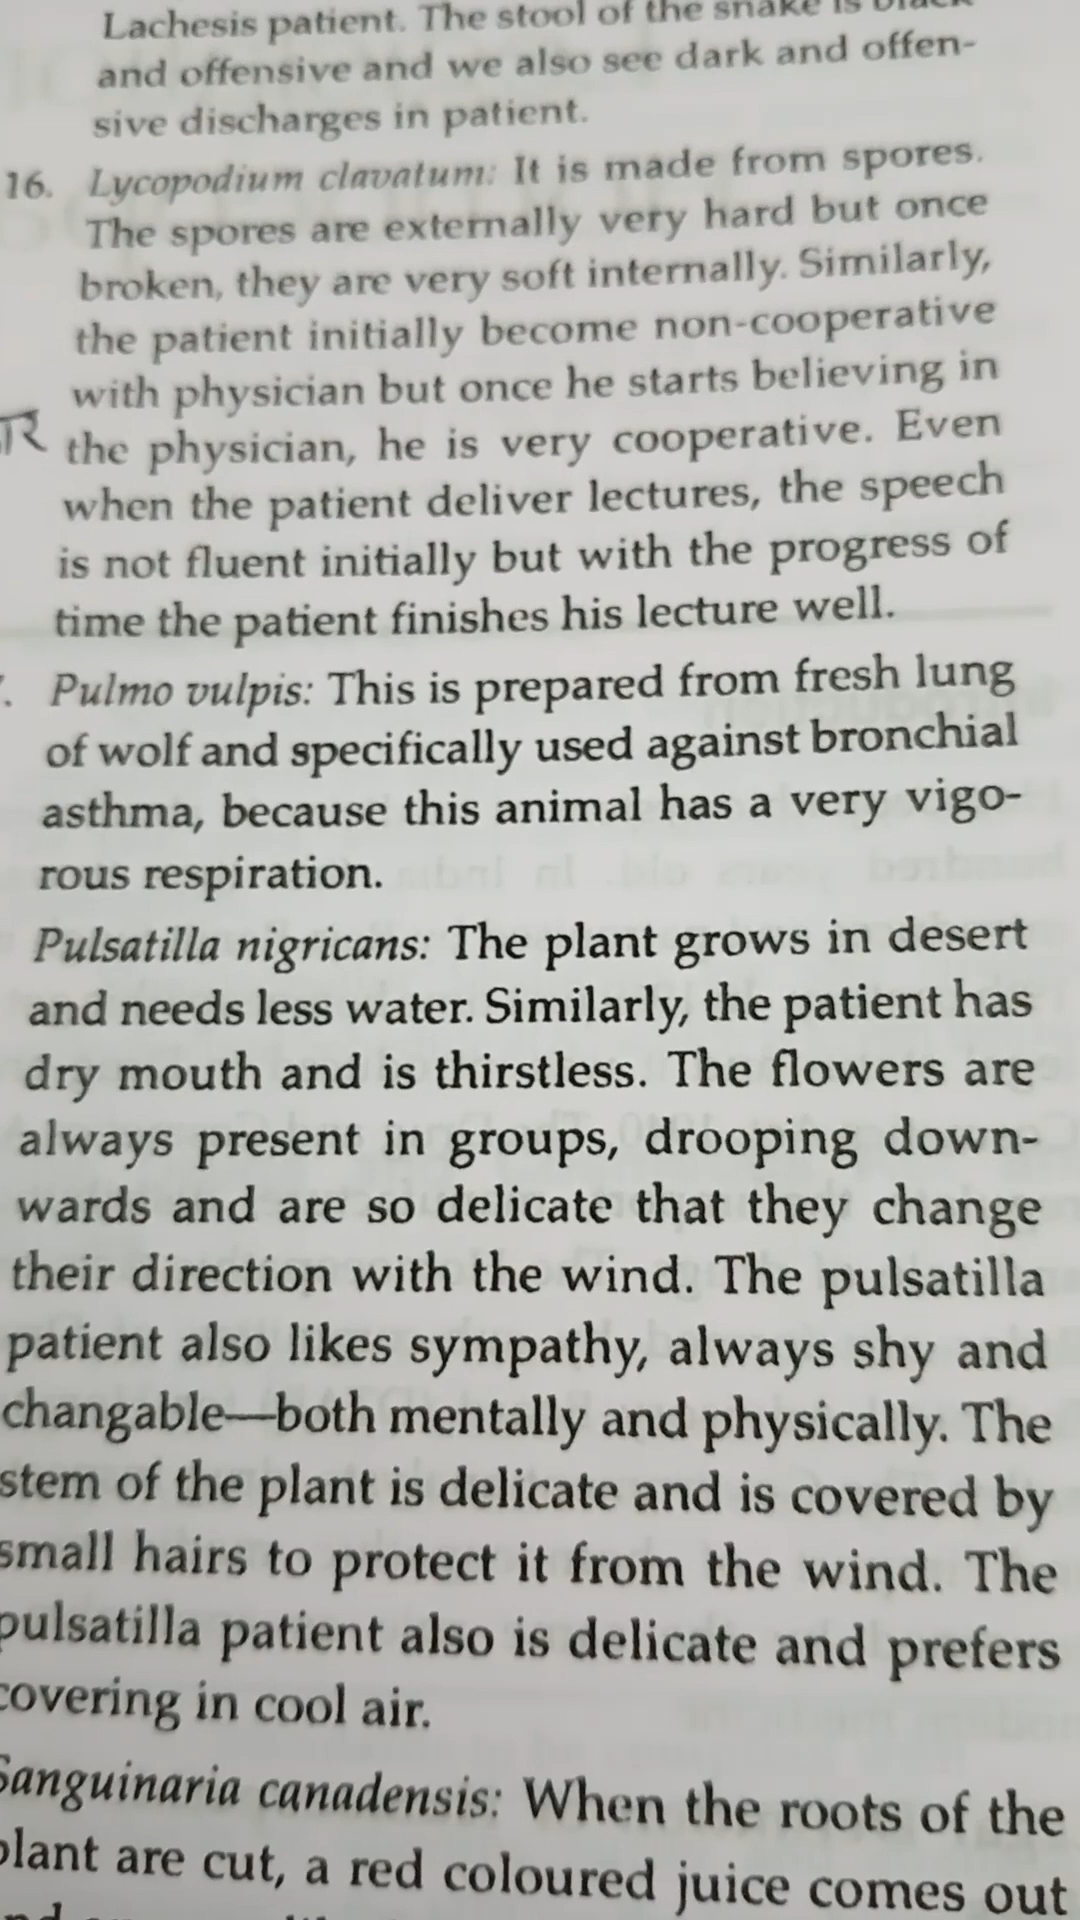 Lachesis patient. The stool of the snake is black
and offensive and we also see dark and offen-
sive discharges in patient.
16. Lycopodium clavatum: It is made from spores.
The spores are externally very hard but once
broken, they are very soft internally. Similarly,
the patient initially become non-cooperative
with physician but once he starts believing in
the physician, he is very cooperative. Even
when the patient deliver lectures, the speech
is not fluent initially but with the progress of
time the patient finishes his lecture well.
. Pulmo vulpis: This is prepared from fresh lung
of wolf and specifically used against bronchial
asthma, because this animal has a very vigo-
rous respiration.
Pulsatilla nigricans: The plant grows in desert
and needs less water. Similarly, the patient has
dry mouth and is thirstless. The flowers are
always present in groups, drooping down-
wards and are so delicate that they change
their direction with the wind. The pulsatilla
patient also likes sympathy, always shy and
changable—both mentally and physically. The
stem of the plant is delicate and is covered by
small hairs to protect it from the wind. The
pulsatilla patient also is delicate and prefers
covering in cool air.
Sanguinaria canadensis: When the roots of the
plant are cut, a red coloured juice comes out